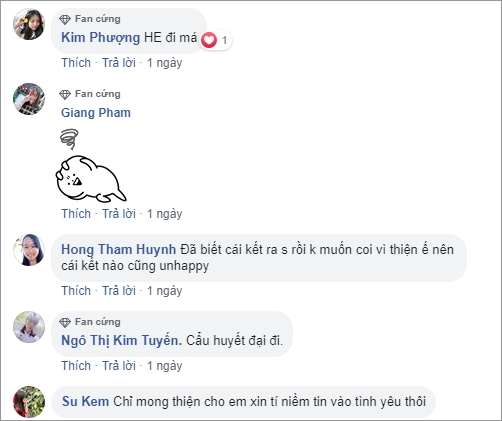 Fan cứng
Kim Phượng HE đi má
1
Thích · Trả lời · 1 ngày
Fan cứng
Giang Pham
Thích · Trả lời · 1 ngày
Hong Tham Huynh Đã biết cái kết ra s rồi k muốn coi vì thiện ế nên
cái kết nào cũng unhappy
Thích · Trả lời · 1 ngày
Fan cứng
Ngô Thị Kim Tuyến. Cẩu huyết đại đi.
Thích · Trả lời · 1 ngày
Su Kem Chỉ mong thiện cho em xin tí niềm tin vào tình yêu thôi